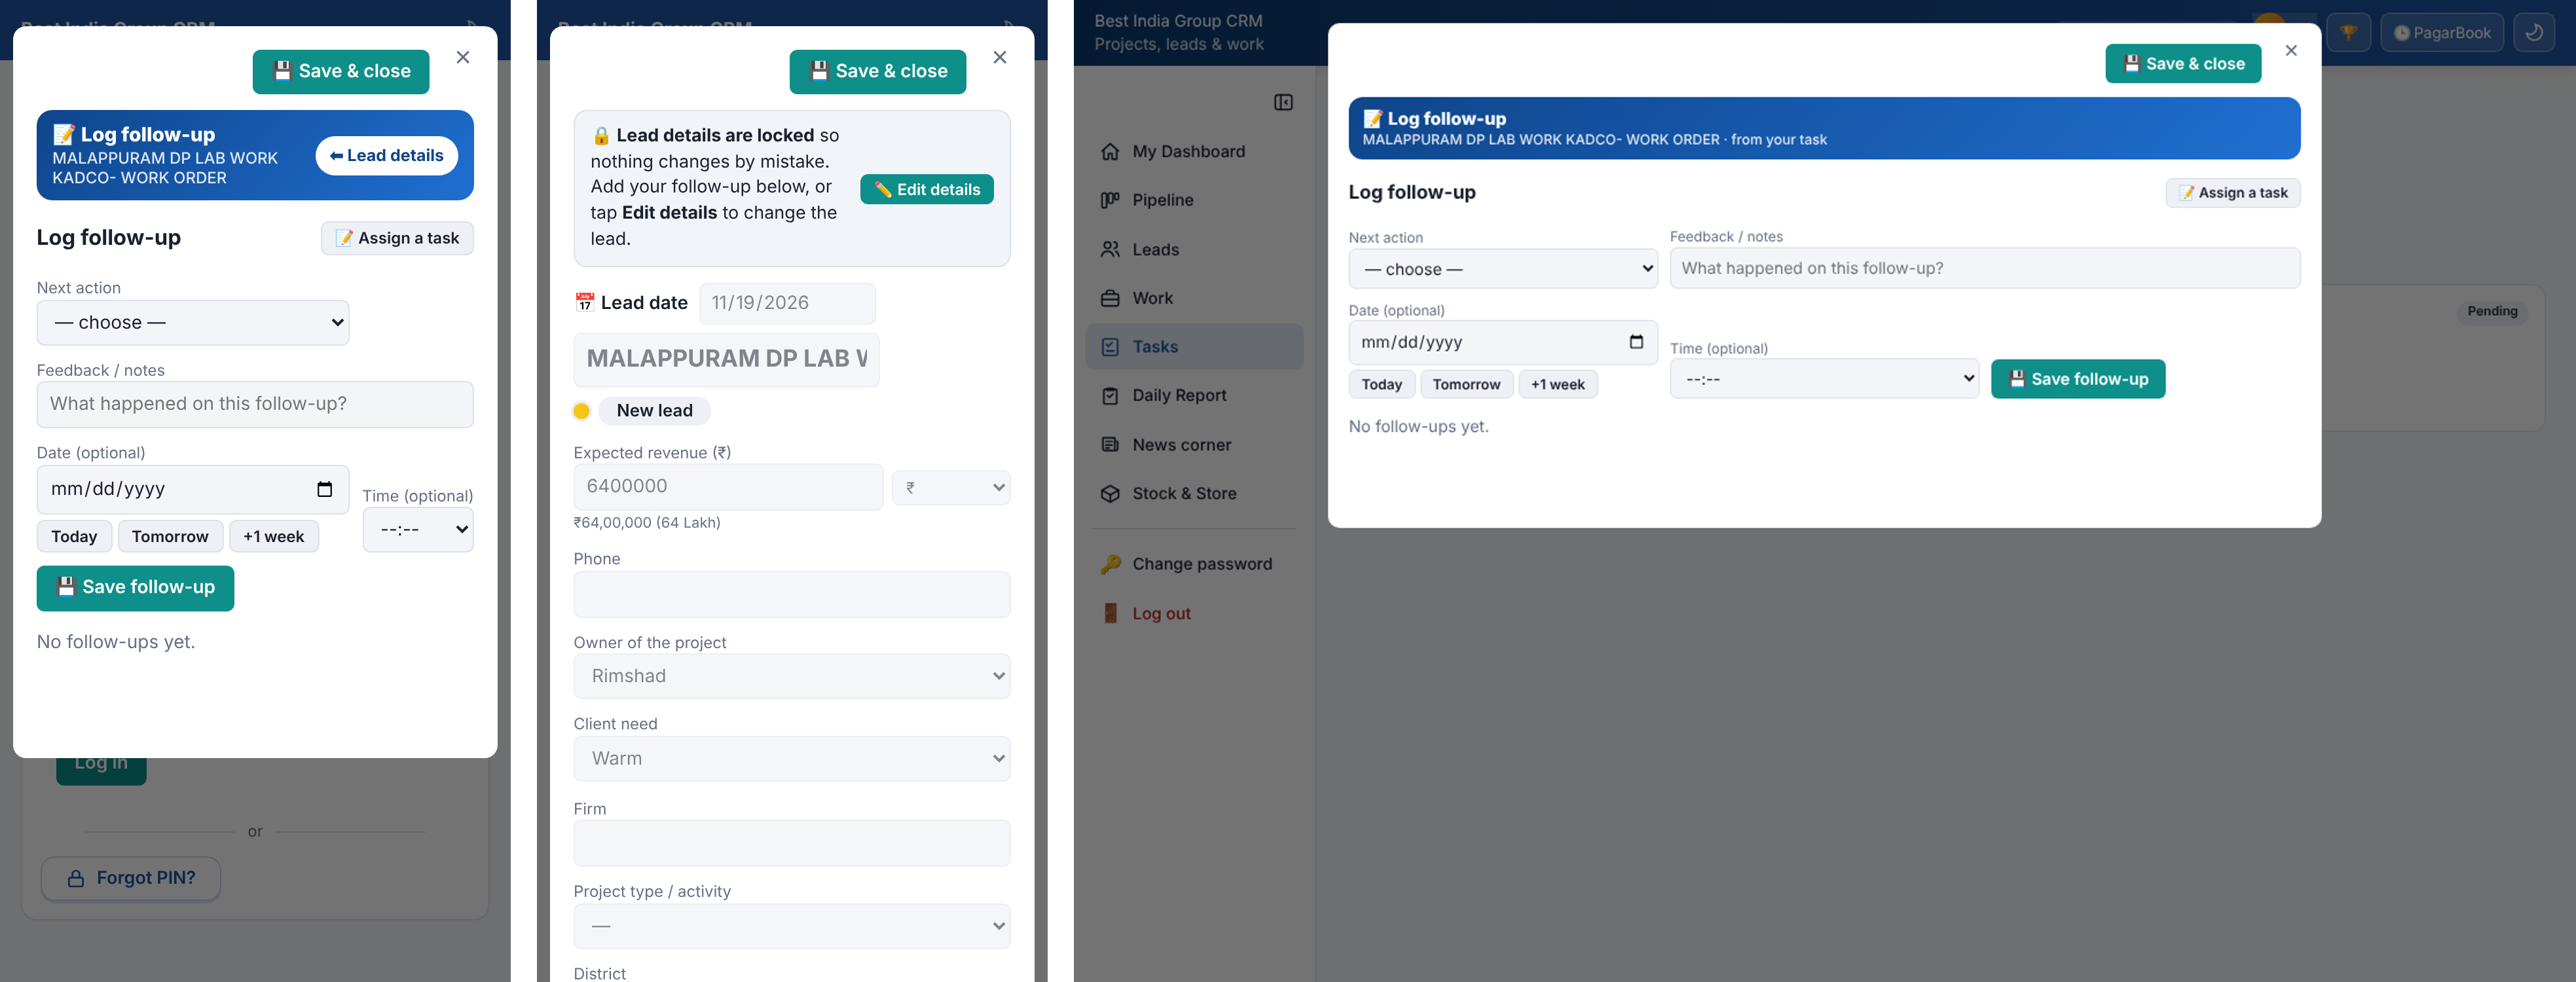 Best India Group CRM
💾 Save & close
×
📝 Log follow-up
MALAPPURAM DP LAB WORK
KADCO- WORK ORDER
⬅ Lead details
Log follow-up
📝 Assign a task
Next action
— choose —
Feedback / notes
What happened on this follow-up?
Date (optional)
mm/dd/yyyy
Time (optional)
--:--
Today
Tomorrow
+1 week
💾 Save follow-up
No follow-ups yet.
Log in
or
Forgot PIN?
Best India Group CRM
💾 Save & close
×
🔒 Lead details are locked so
nothing changes by mistake.
Add your follow-up below, or
tap Edit details to change the
lead.
✏️ Edit details
📅 Lead date
11/19/2026
MALAPPURAM DP LAB
New lead
Expected revenue (₹)
6400000
₹
₹64,00,000 (64 Lakh)
Phone
Owner of the project
Rimshad
Client need
Warm
Firm
Project type / activity
—
District
Best India Group CRM
Projects, leads & work
🏆
🕒 PagarBook
My Dashboard
Pipeline
Leads
Work
Tasks
Daily Report
News corner
Stock & Store
🔑 Change password
🚪 Log out
💾 Save & close
×
📝 Log follow-up
MALAPPURAM DP LAB WORK KADCO- WORK ORDER · from your task
Log follow-up
📝 Assign a task
Next action
— choose —
Feedback / notes
What happened on this follow-up?
Date (optional)
mm/dd/yyyy
Today
Tomorrow
+1 week
Time (optional)
--:--
💾 Save follow-up
No follow-ups yet.
Pending